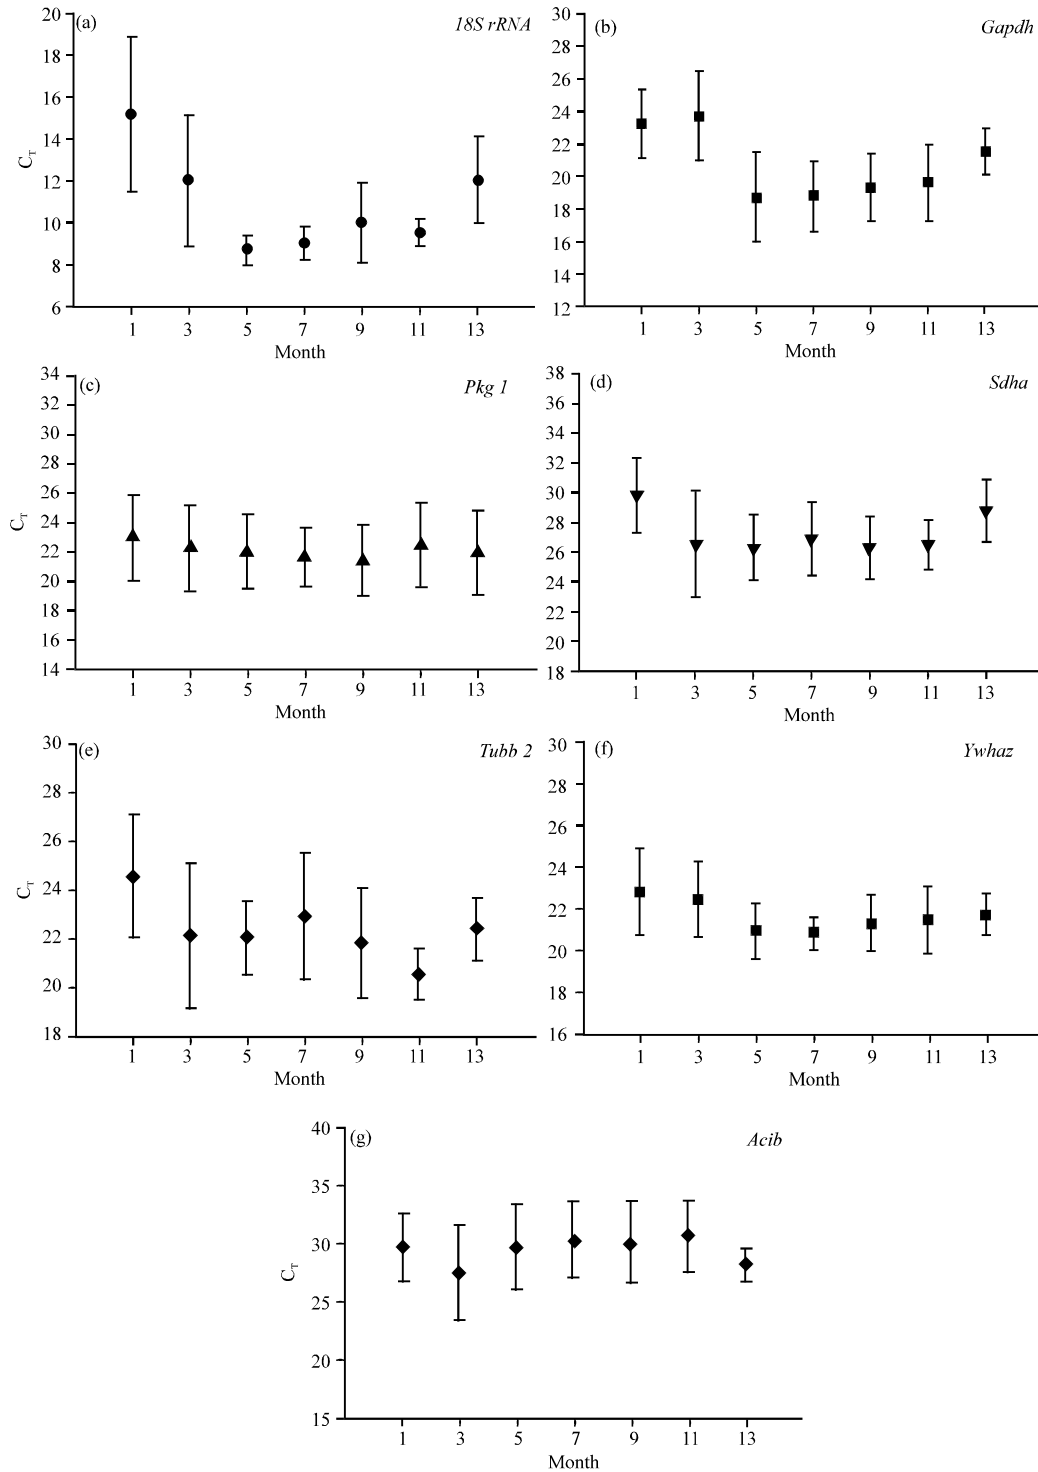 (a)
18S rRNA
20
18
16
14
12
10
8
6
C_T
1 3 5 7 9 11 13
Month
(b)
Gapdh
30
28
26
24
22
20
18
16
14
12
1 3 5 7 9 11 13
Month
(c)
Pkg 1
34
32
30
28
26
24
22
20
18
16
14
C_T
1 3 5 7 9 11 13
Month
(d)
Sdha
38
36
34
32
30
28
26
24
22
20
18
1 3 5 7 9 11 13
Month
(e)
Tubb 2
30
28
26
24
22
20
18
C_T
1 3 5 7 9 11 13
Month
(f)
Ywhaz
30
28
26
24
22
20
18
16
1 3 5 7 9 11 13
Month
(g)
Acib
40
35
30
25
20
15
C_T
1 3 5 7 9 11 13
Month